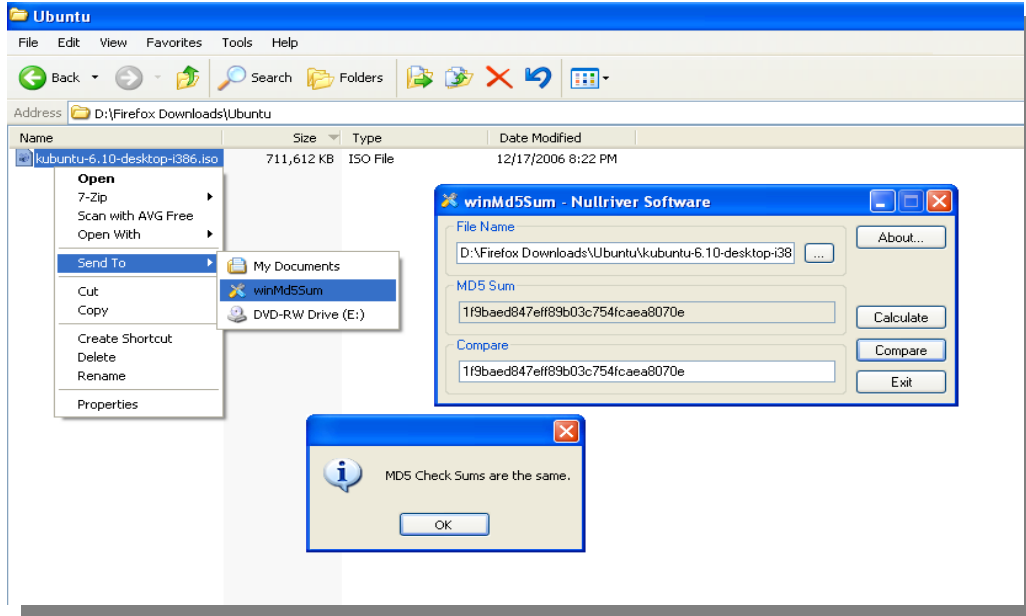 Ubuntu
File Edit View Favorites Tools Help
Back Search Folders
Address D:\Firefox Downloads\Ubuntu
Name Size Type Date Modified
kubuntu-6.10-desktop-i386.iso 711,612 KB ISO File 12/17/2006 8:22 PM
Open
7-Zip
Scan with AVG Free
Open With
Send To
Cut
Copy
Create Shortcut
Delete
Rename
Properties
My Documents
winMd5Sum
DVD-RW Drive (E:)
winMd5Sum - Nullriver Software
File Name
D:\Firefox Downloads\Ubuntu\kubuntu-6.10-desktop-i38
...
About...
MD5 Sum
1f9baed847eff89b03c754fcaea8070e
Calculate
Compare
1f9baed847eff89b03c754fcaea8070e
Compare
Exit
MD5 Check Sums are the same.
OK